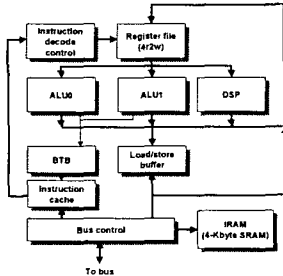 Instruction
decode
control
Register file
(4r2w)
ALU0
ALU1
DSP
BTB
Load/store
buffer
Instruction
cache
Bus control
IRAM
(4-Kbyte SRAM)
To bus